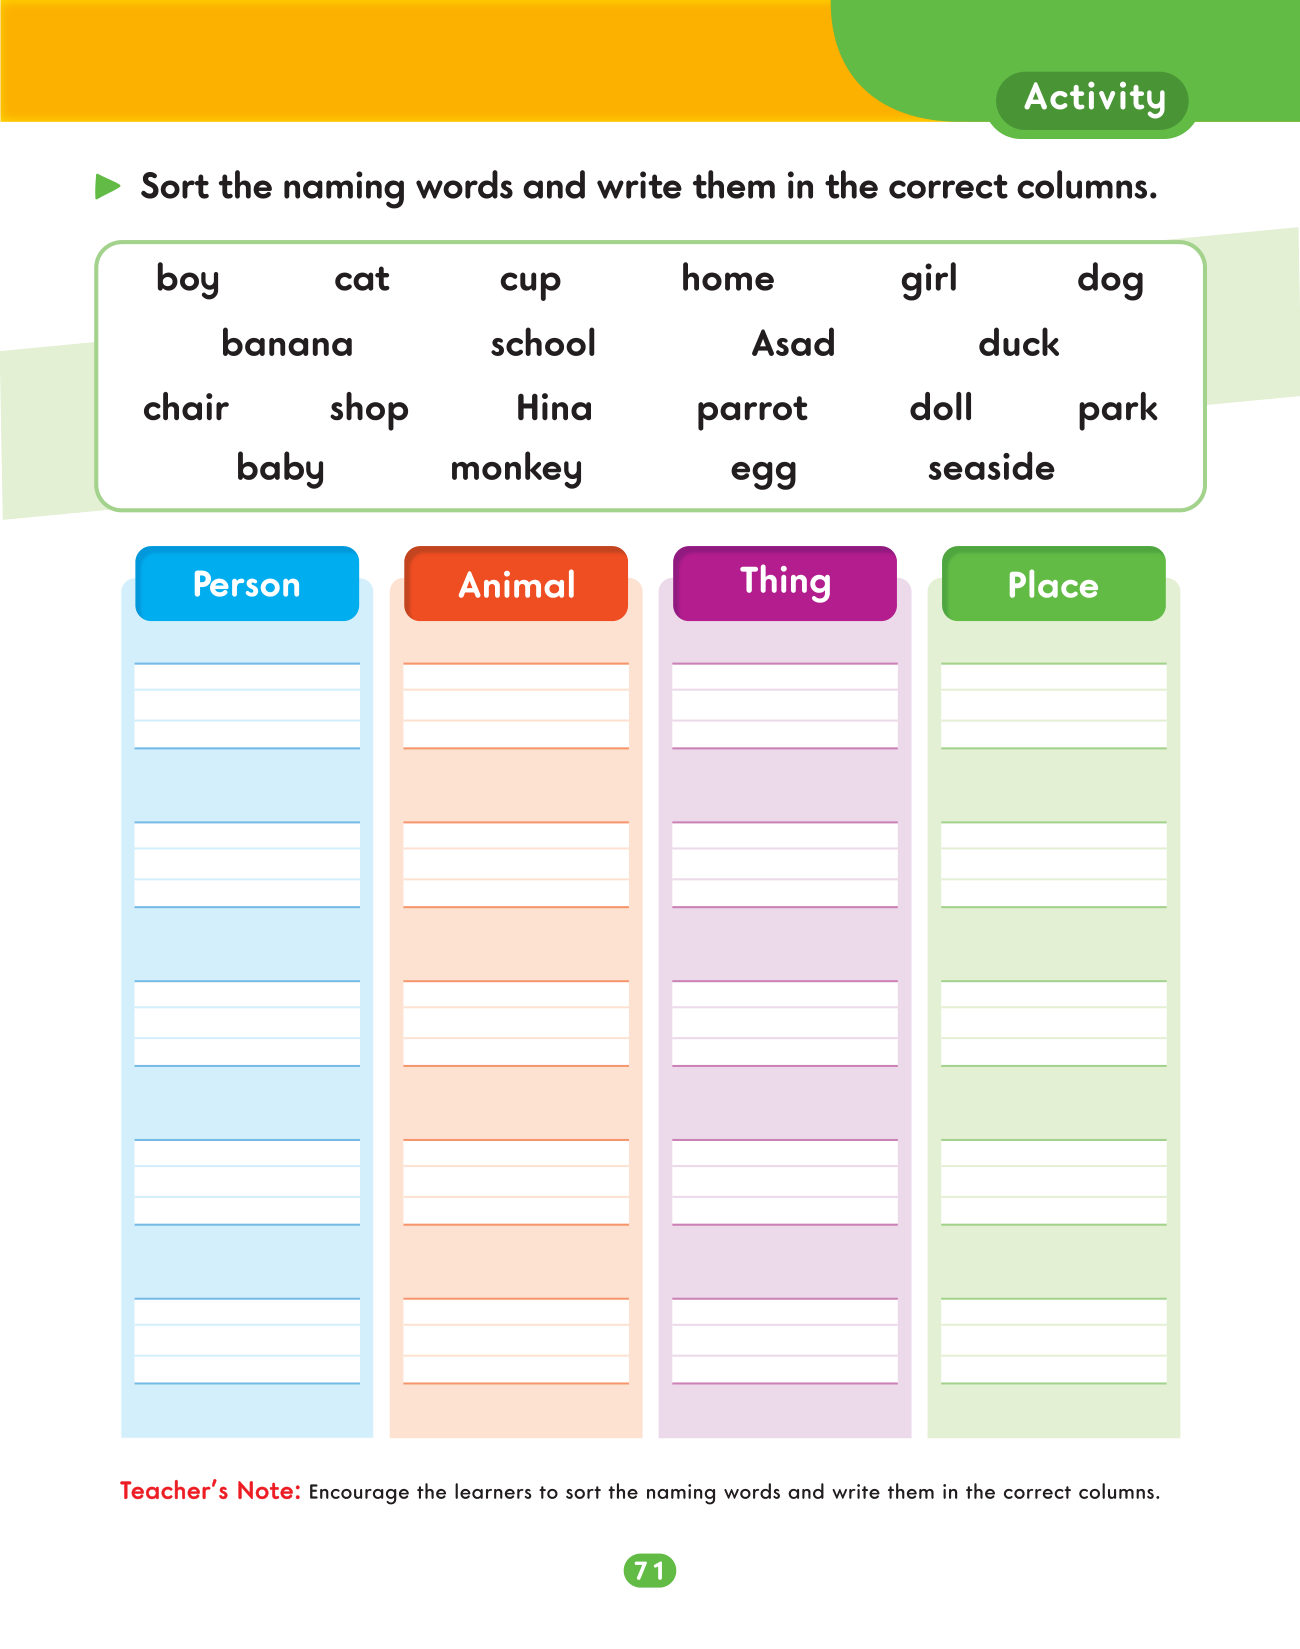 Activity
Sort the naming words and write them in the correct columns.
boy cat cup home girl dog
banana school Asad duck
chair shop Hina parrot doll park
baby monkey egg seaside
Person Animal Thing Place
Teacher's Note: Encourage the learners to sort the naming words and write them in the correct columns.
71